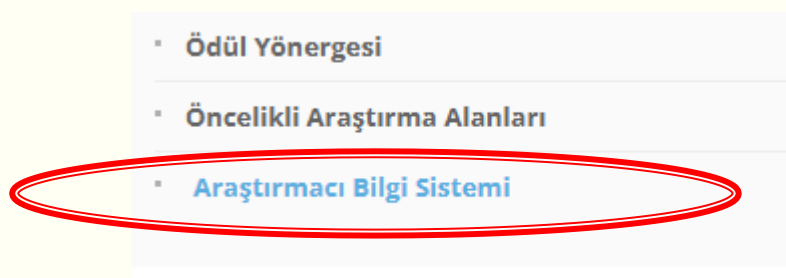 Ödül Yönergesi
Öncelikli Araştırma Alanları
Araştırmacı Bilgi Sistemi